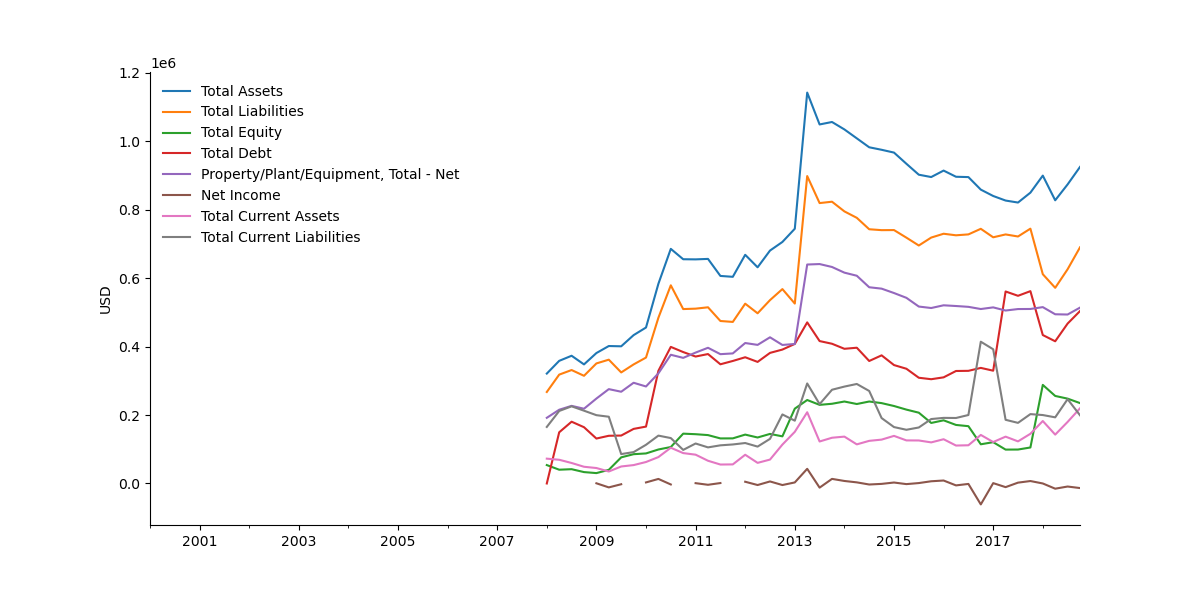 1e6
1.2
1.0
0.8
0.6
0.4
0.2
0.0
USD
Total Assets
Total Liabilities
Total Equity
Total Debt
Property/Plant/Equipment, Total - Net
Net Income
Total Current Assets
Total Current Liabilities
2001 2003 2005 2007 2009 2011 2013 2015 2017